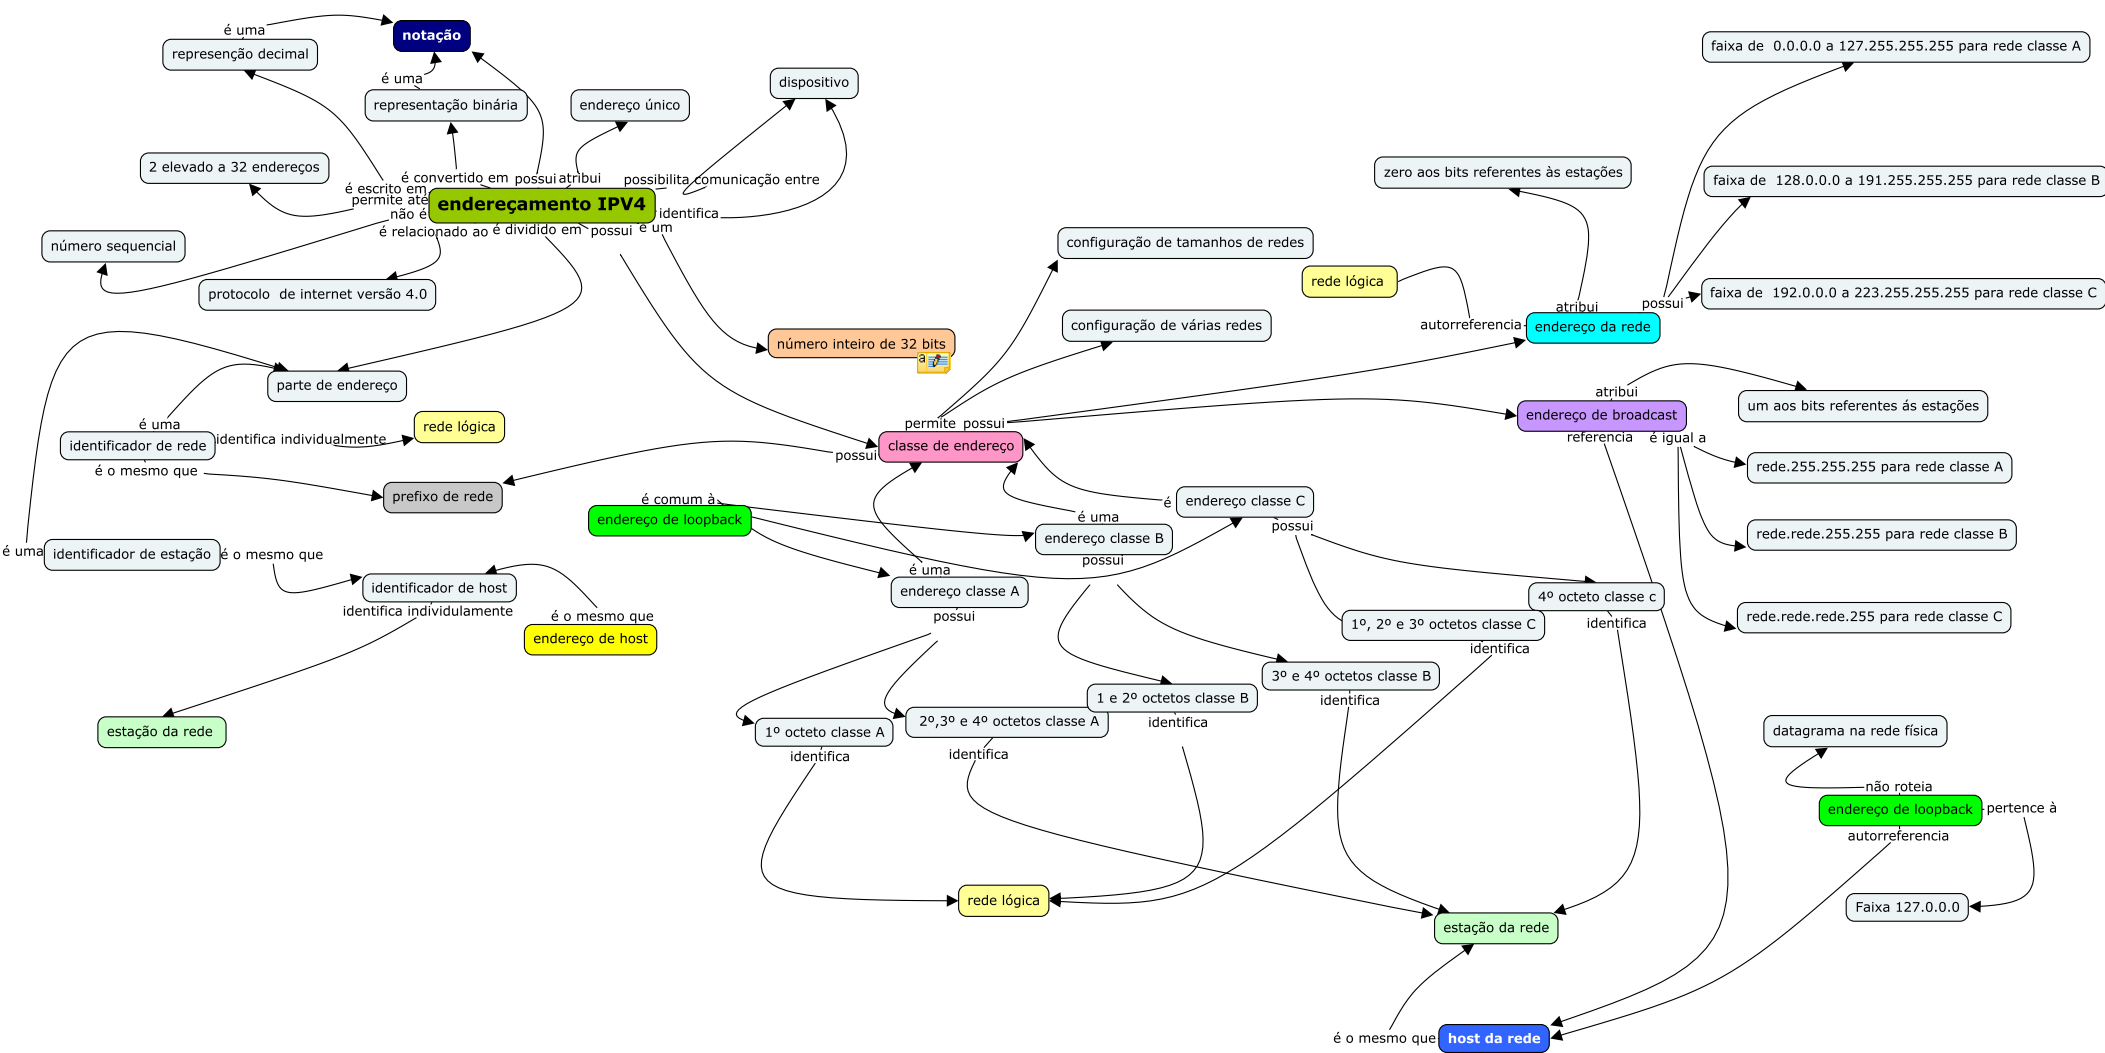 é uma
notação
represenção decimal
faixa de  0.0.0.0 a 127.255.255.255 para rede classe A
é uma
dispositivo
representação binária
endereço único
2 elevado a 32 endereços
zero aos bits referentes às estações
faixa de  128.0.0.0 a 191.255.255.255 para rede classe B
é convertido em
possui
atribui
possibilita comunicação entre
é escrito em
permite até
não é
endereçamento IPV4
identifica
é relacionado ao
é dividido em
possui
é um
número sequencial
configuração de tamanhos de redes
rede lógica
protocolo  de internet versão 4.0
faixa de  192.0.0.0 a 223.255.255.255 para rede classe C
atribui
possui
configuração de várias redes
autorreferencia
endereço da rede
número inteiro de 32 bits
a
parte de endereço
atribui
um aos bits referentes ás estações
endereço de broadcast
é uma
rede lógica
permite
possui
identificador de rede
identifica individualmente
classe de endereço
referencia
é igual a
possui
é o mesmo que
rede.255.255.255 para rede classe A
prefixo de rede
é comum à
endereço classe C
é
endereço de loopback
é uma
possui
endereço classe B
rede.rede.255.255 para rede classe B
é uma
identificador de estação
é o mesmo que
possui
é uma
identificador de host
endereço classe A
4º octeto classe c
identifica individulamente
é o mesmo que
possui
1º, 2º e 3º octetos classe C
identifica
rede.rede.rede.255 para rede classe C
endereço de host
identifica
3º e 4º octetos classe B
1 e 2º octetos classe B
identifica
estação da rede
1º octeto classe A
2º,3º e 4º octetos classe A
identifica
identifica
identifica
datagrama na rede física
não roteia
endereço de loopback
pertence à
autorreferencia
rede lógica
Faixa 127.0.0.0
estação da rede
é o mesmo que
host da rede